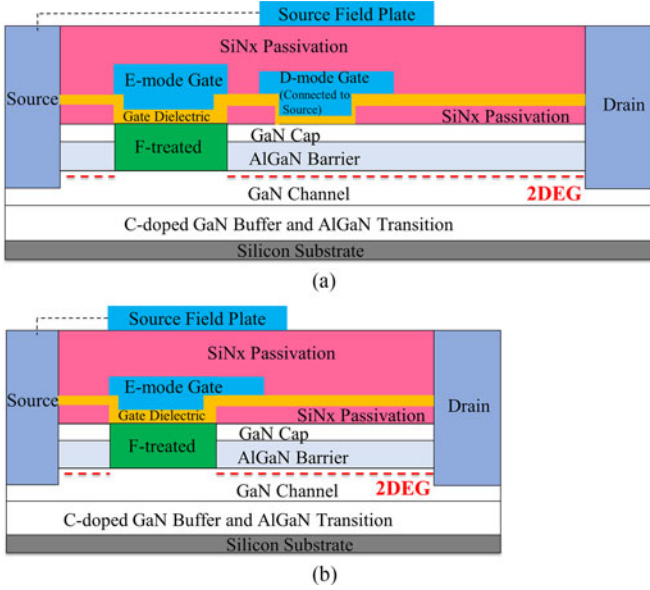 Source Field Plate
SiNx Passivation
E-mode Gate
D-mode Gate
(Connected to
Source)
Source
Drain
Gate Dielectric
SiNx Passivation
GaN Cap
F-treated
AlGaN Barrier
2DEG
GaN Channel
C-doped GaN Buffer and AlGaN Transition
Silicon Substrate
(a)
Source Field Plate
SiNx Passivation
E-mode Gate
Source
Drain
Gate Dielectric
SiNx Passivation
GaN Cap
F-treated
AlGaN Barrier
2DEG
GaN Channel
C-doped GaN Buffer and AlGaN Transition
Silicon Substrate
(b)